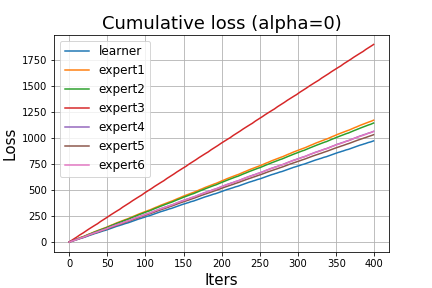 Cumulative loss (alpha=0)
Loss
1750
1500
1250
1000
750
500
250
0
learner
expert1
expert2
expert3
expert4
expert5
expert6
0 50 100 150 200 250 300 350 400
Iters